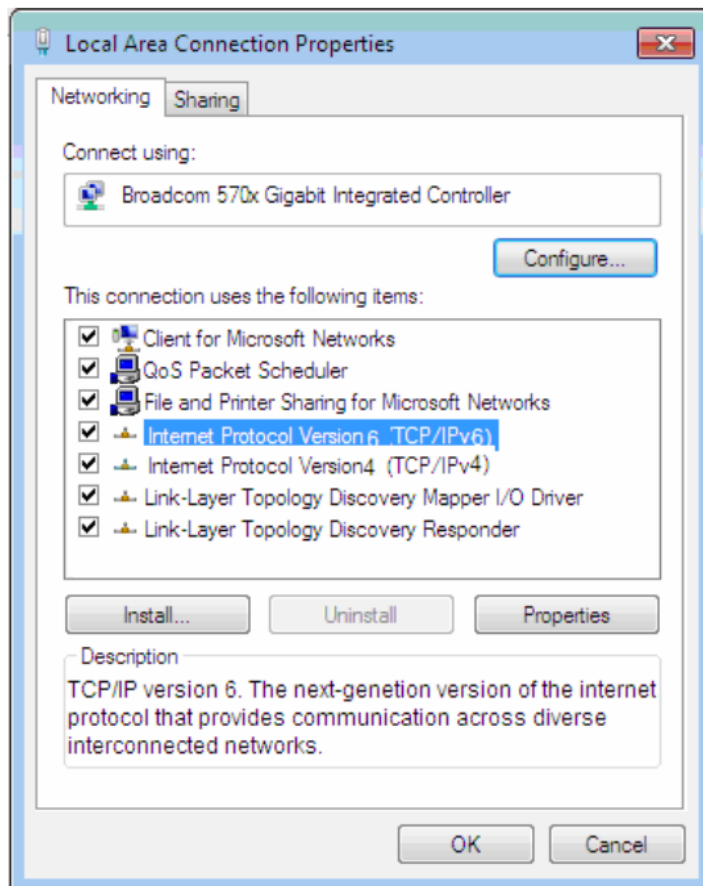 Local Area Connection Properties
Networking
Sharing
Connect using:
Broadcom 570x Gigabit Integrated Controller
Configure...
This connection uses the following items:
Client for Microsoft Networks
QoS Packet Scheduler
File and Printer Sharing for Microsoft Networks
Internet Protocol Version 6 (TCP/IPv6)
Internet Protocol Version4 (TCP/IPv4)
Link-Layer Topology Discovery Mapper I/O Driver
Link-Layer Topology Discovery Responder
Install...
Uninstall
Properties
Description
TCP/IP version 6. The next-genetion version of the internet
protocol that provides communication across diverse
interconnected networks.
OK
Cancel